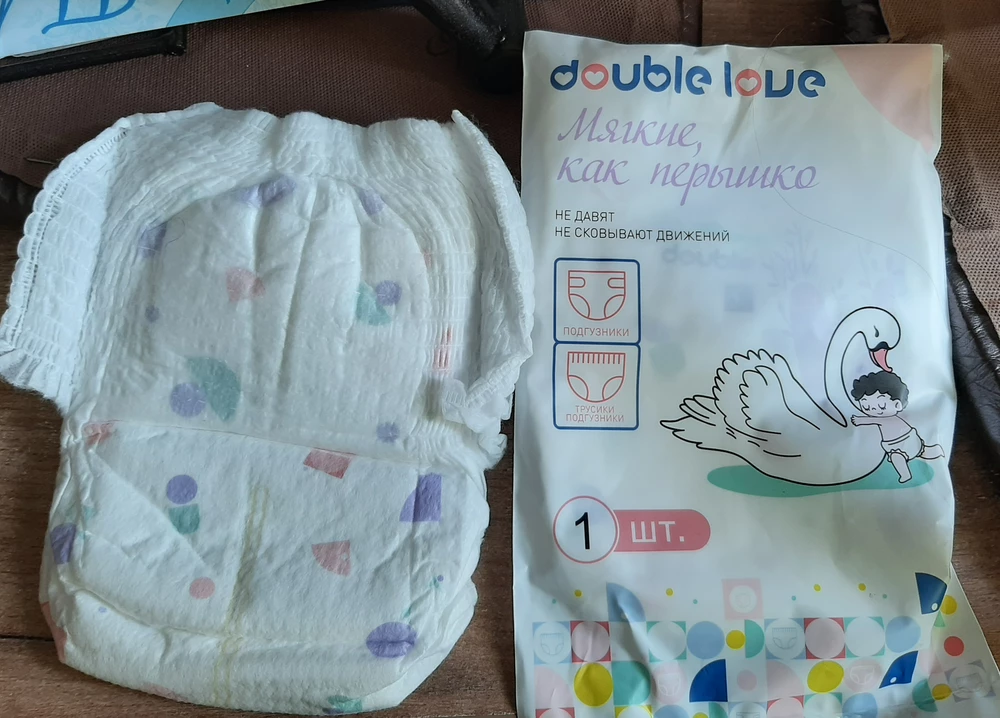 double love
Мягкие,
как перышко
НЕ ДАВЯТ
НЕ СКОВЫВАЮТ ДВИЖЕНИЙ
ПОДГУЗНИКИ
ТРУСИКИ
ПОДГУЗНИКИ
1 ШТ.